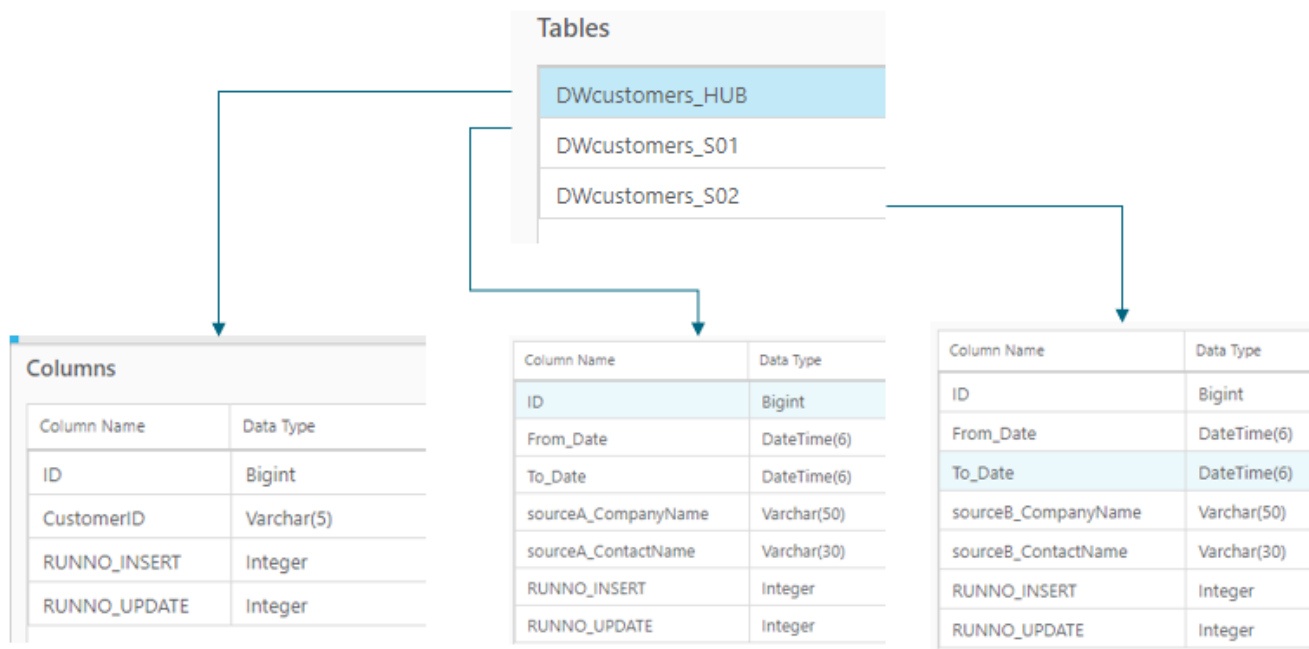 Tables
DWcustomers_HUB
DWcustomers_S01
DWcustomers_S02
Columns
Column Name Data Type
ID Bigint
CustomerID Varchar(5)
RUNNO_INSERT Integer
RUNNO_UPDATE Integer
Column Name Data Type
ID Bigint
From_Date DateTime(6)
To_Date DateTime(6)
sourceA_CompanyName Varchar(50)
sourceA_ContactName Varchar(30)
RUNNO_INSERT Integer
RUNNO_UPDATE Integer
Column Name Data Type
ID Bigint
From_Date DateTime(6)
To_Date DateTime(6)
sourceB_CompanyName Varchar(50)
sourceB_ContactName Varchar(30)
RUNNO_INSERT Integer
RUNNO_UPDATE Integer